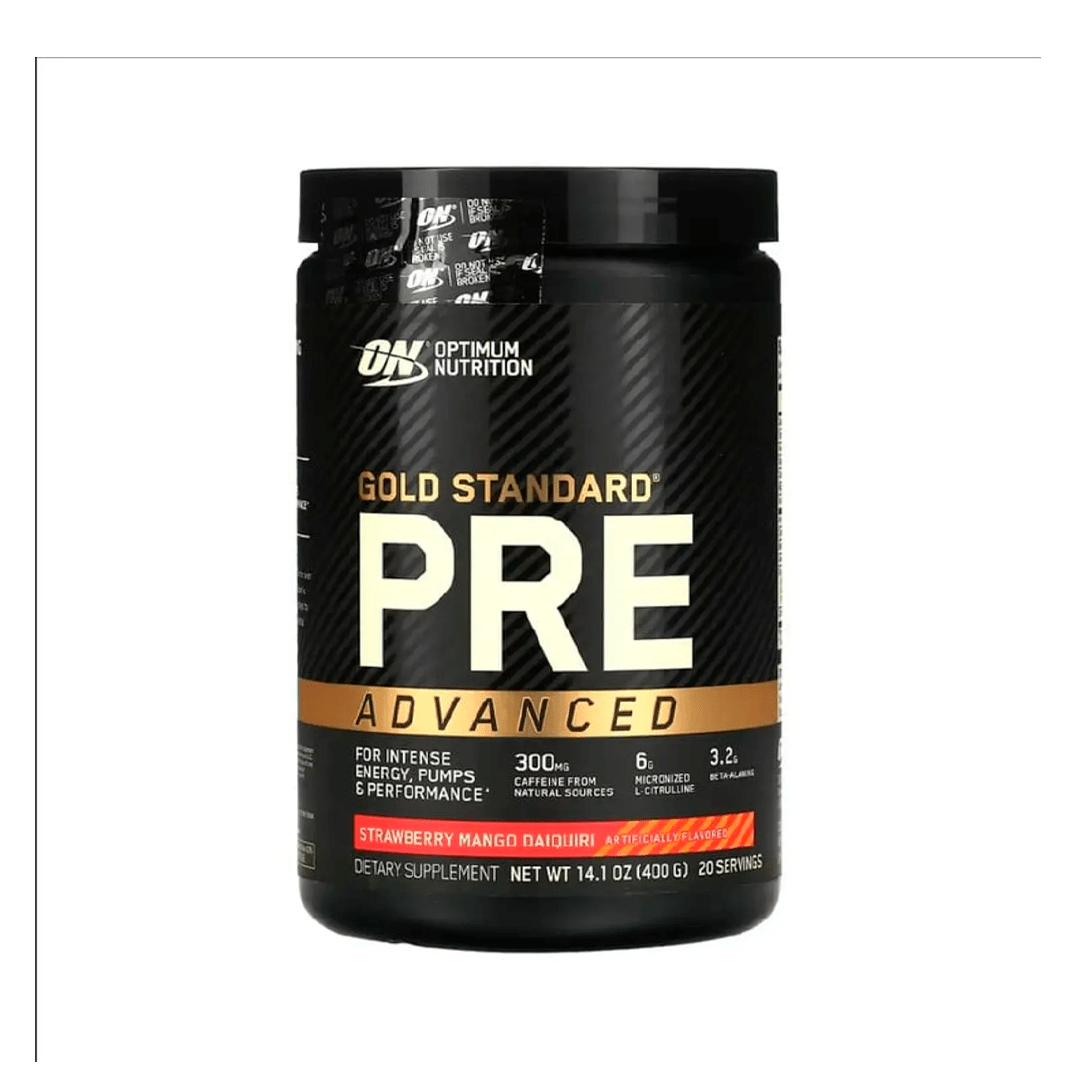 ON
DO NOT USE
IF SEAL IS
BROKEN
ON® OPTIMUM
NUTRITION
GOLD STANDARD®
PRE
ADVANCED
FOR INTENSE
ENERGY, PUMPS
& PERFORMANCE*
300MG
CAFFEINE FROM
NATURAL SOURCES
6G
MICRONIZED
L-CITRULLINE
3.2G
BETA-ALANINE
STRAWBERRY MANGO DAIQUIRI ARTIFICIALLY FLAVORED
DIETARY SUPPLEMENT NET WT 14.1 OZ (400 G) 20 SERVINGS